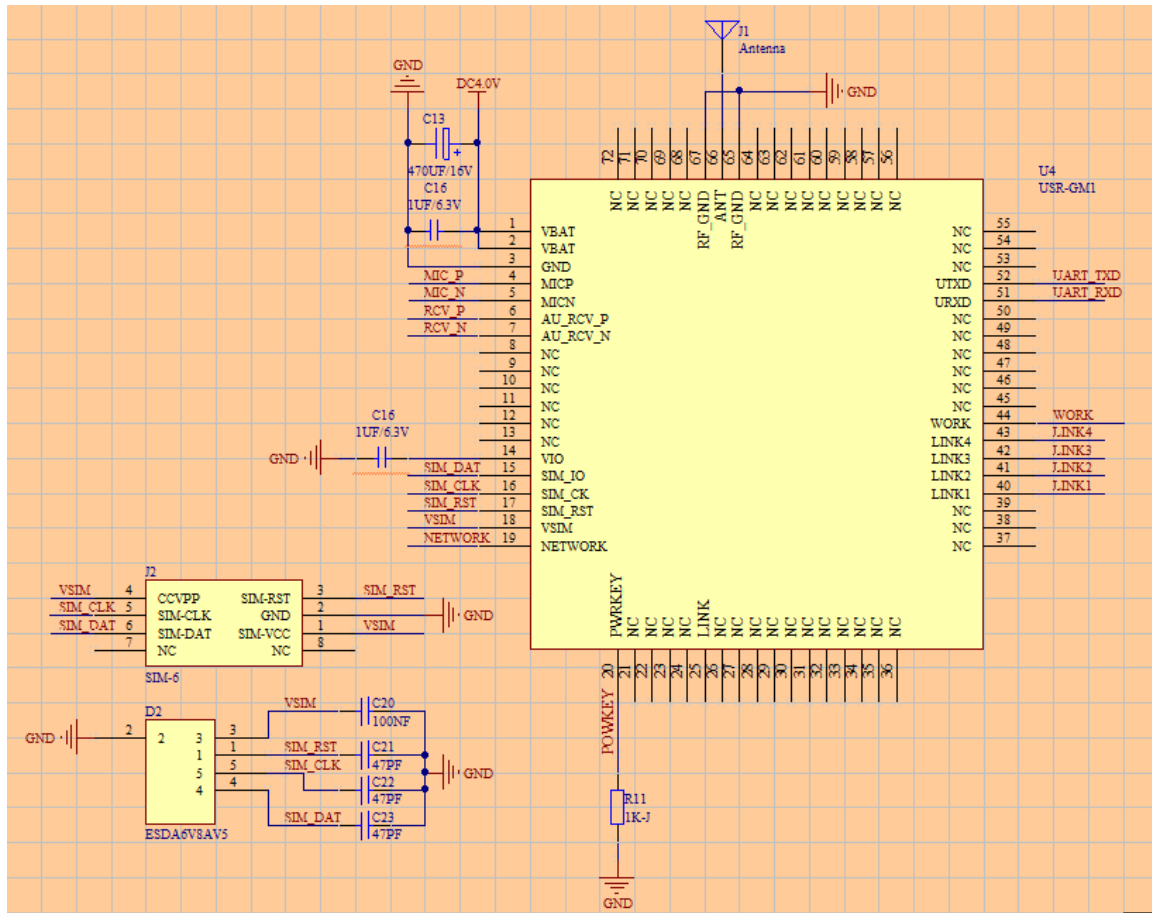 J1
Antenna
GND
DC4.0V
GND
C13
470UF/16V
C16
1UF/6.3V
72 71 70 69 68 67 66 65 64 63 62 61 60 59 58 57 56
U4
USR-GM1
NC NC NC NC NC RF_GND ANT RF_GND NC NC NC NC NC NC NC NC NC
1 VBAT NC 55
2 VBAT NC 54
3 GND NC 53
MIC_P 4 MICP UTXD 52 UART_TXD
MIC_N 5 MICN URXD 51 UART_RXD
RCV_P 6 AU_RCV_P NC 50
RCV_N 7 AU_RCV_N NC 49
8 NC NC 48
9 NC NC 47
10 NC NC 46
11 NC NC 45
12 NC WORK 44 WORK
13 NC LINK4 43 LINK4
C16
1UF/6.3V
GND 14 VIO LINK3 42 LINK3
SIM_DAT 15 SIM_IO LINK2 41 LINK2
SIM_CLK 16 SIM_CK LINK1 40 LINK1
SIM_RST 17 SIM_RST NC 39
VSIM 18 VSIM NC 38
NETWORK 19 NETWORK NC 37
PWRKEY NC NC NC NC LINK NC NC NC NC NC NC NC NC NC NC NC
20 21 22 23 24 25 26 27 28 29 30 31 32 33 34 35 36
J2
VSIM 4 CCVPP SIM-RST 3 SIM_RST
SIM_CLK 5 SIM-CLK GND 2 GND
SIM_DAT 6 SIM-DAT SIM-VCC 1 VSIM
7 NC NC 8
SIM-6
D2
GND 2 2 3 3 VSIM C20
100NF
1 1 SIM_RST C21
47PF
5 5 SIM_CLK C22
47PF
4 4 SIM_DAT C23
47PF
GND
ESDA6V8AV5
POWKEY
R11
1K-J
GND